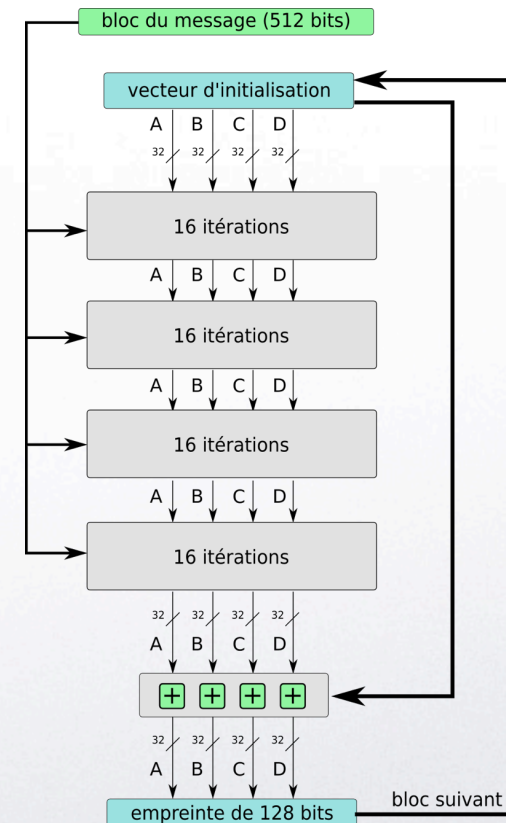 bloc du message (512 bits)
vecteur d'initialisation
A B C D
32 32 32 32
16 itérations
A B C D
16 itérations
A B C D
16 itérations
A B C D
16 itérations
32 32 32 32
A B C D
+ + + +
32 32 32 32
A B C D
bloc suivant
empreinte de 128 bits